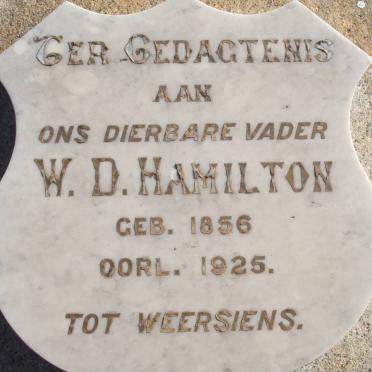 TER GEDAGTENIS
AAN
ONS DIERBARE VADER
W. D. HAMILTON
GEB. 1856
OORL. 1925.
TOT WEERSIENS.